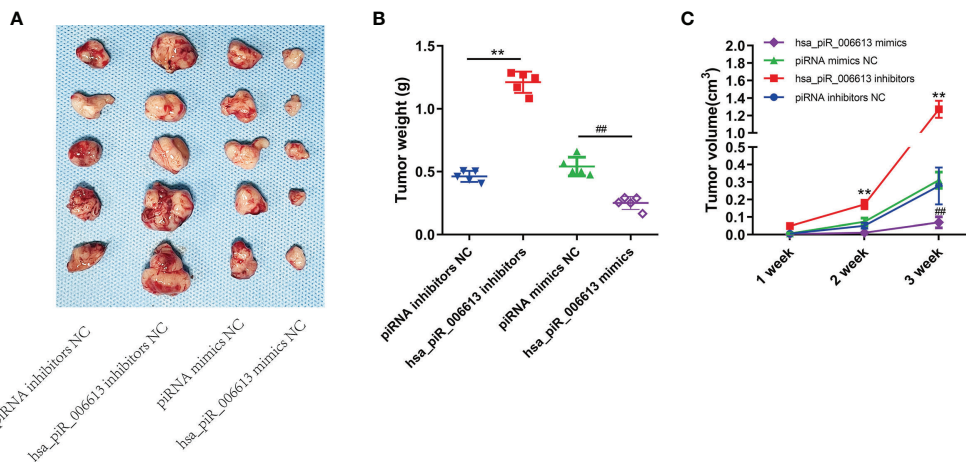 A
piRNA inhibitors NC
hsa_piR_006613 inhibitors NC
piRNA mimics NC
hsa_piR_006613 mimics NC
B
Tumor weight (g)
1.5
1.0
0.5
0.0
**
##
piRNA inhibitors NC
hsa_piR_006613 inhibitors
piRNA mimics NC
hsa_piR_006613 mimics
C
Tumor volume(cm³)
2.0
1.8
1.6
1.4
1.2
1.0
0.5
0.4
0.3
0.2
0.1
0.0
hsa_piR_006613 mimics
piRNA mimics NC
hsa_piR_006613 inhibitors
piRNA inhibitors NC
**
**
##
1 week
2 week
3 week